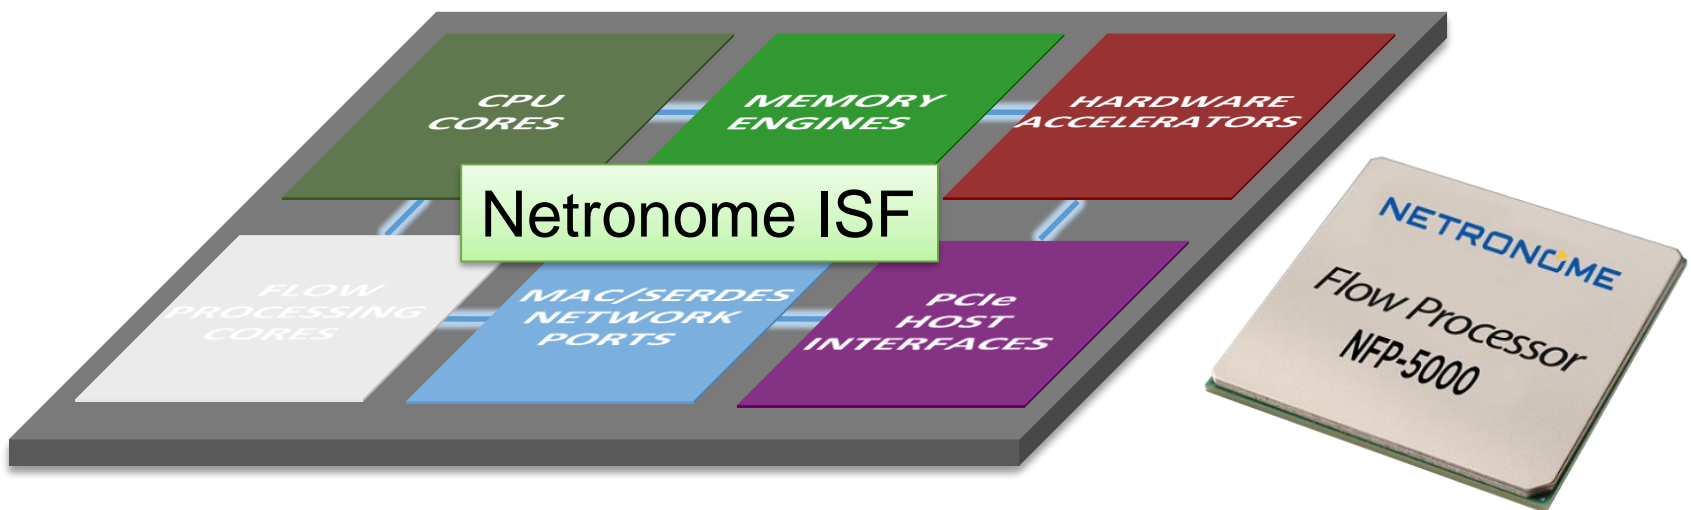 CPU
CORES
MEMORY
ENGINES
HARDWARE
ACCELERATORS
Netronome ISF
FLOW
PROCESSING
CORES
MAC/SERDES
NETWORK
PORTS
PCIe
HOST
INTERFACES
NETRONOME
Flow Processor
NFP-5000